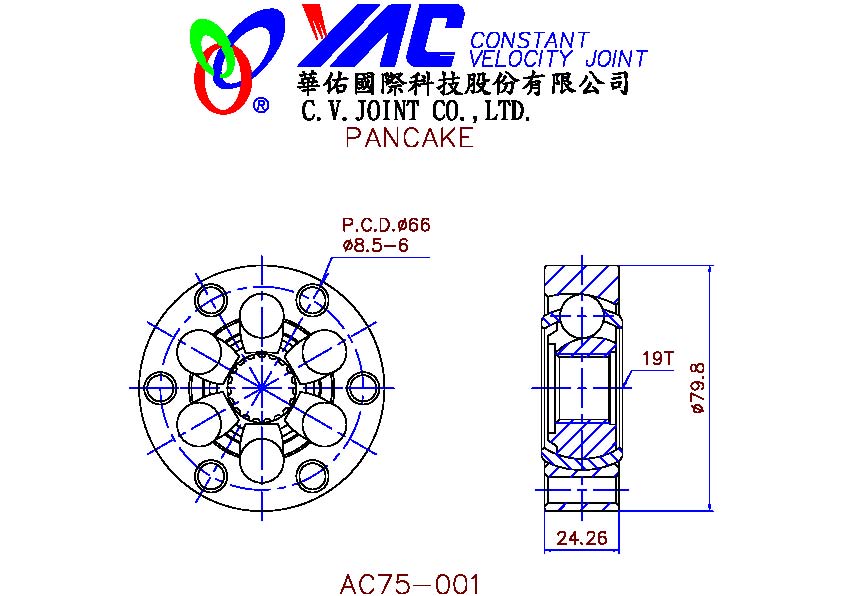 YAC CONSTANT
VELOCITY JOINT
®
華佑國際科技股份有限公司
C.V.JOINT CO.,LTD.
PANCAKE
P.C.D.ø66
ø8.5-6
19T
ø79.8
24.26
AC75-001